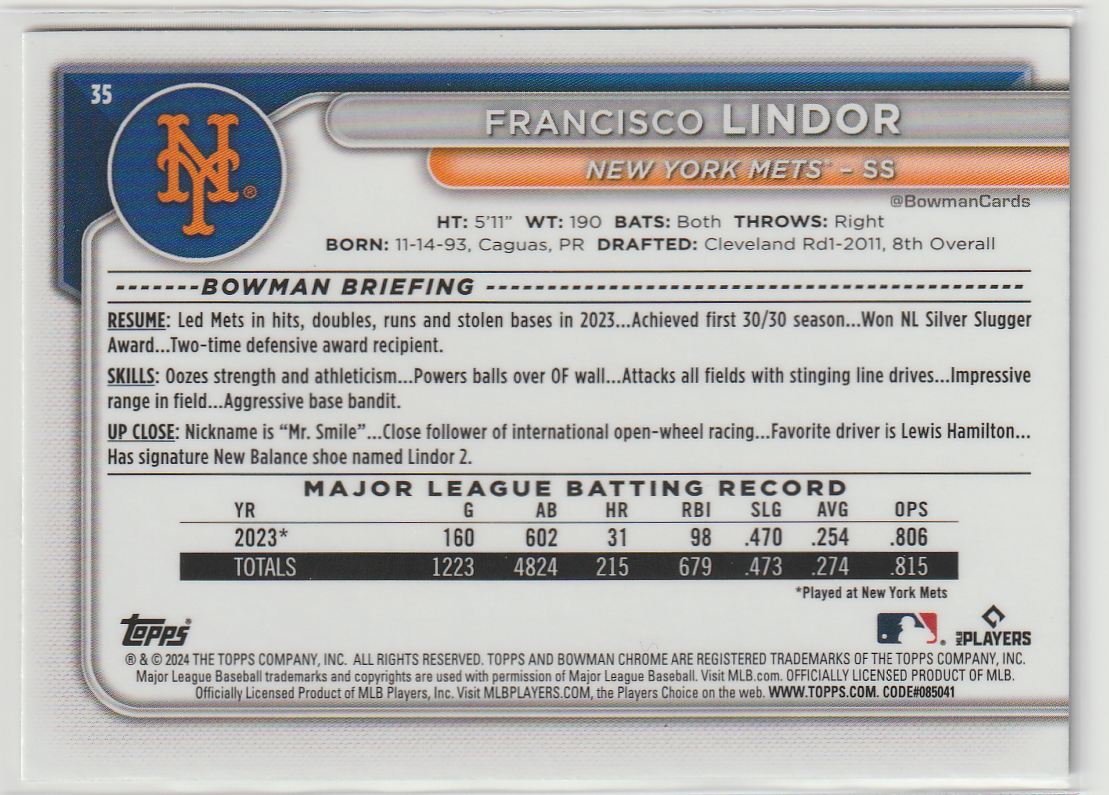 35
NY®
FRANCISCO LINDOR
NEW YORK METS™ – SS
@BowmanCards
HT: 5'11" WT: 190 BATS: Both THROWS: Right
BORN: 11-14-93, Caguas, PR DRAFTED: Cleveland Rd1-2011, 8th Overall
-------BOWMAN BRIEFING ------------------------------------------------
RESUME: Led Mets in hits, doubles, runs and stolen bases in 2023...Achieved first 30/30 season...Won NL Silver Slugger
Award...Two-time defensive award recipient.
SKILLS: Oozes strength and athleticism...Powers balls over OF wall...Attacks all fields with stinging line drives...Impressive
range in field...Aggressive base bandit.
UP CLOSE: Nickname is “Mr. Smile”...Close follower of international open-wheel racing...Favorite driver is Lewis Hamilton...
Has signature New Balance shoe named Lindor 2.
MAJOR LEAGUE BATTING RECORD
YR G AB HR RBI SLG AVG OPS
2023* 160 602 31 98 .470 .254 .806
TOTALS 1223 4824 215 679 .473 .274 .815
*Played at New York Mets
TOPPS® MLB PLAYERS
® & © 2024 THE TOPPS COMPANY, INC. ALL RIGHTS RESERVED. TOPPS AND BOWMAN CHROME ARE REGISTERED TRADEMARKS OF THE TOPPS COMPANY, INC.
Major League Baseball trademarks and copyrights are used with permission of Major League Baseball. Visit MLB.com. OFFICIALLY LICENSED PRODUCT OF MLB.
Officially Licensed Product of MLB Players, Inc. Visit MLBPLAYERS.COM, the Players Choice on the web. WWW.TOPPS.COM. CODE#085041